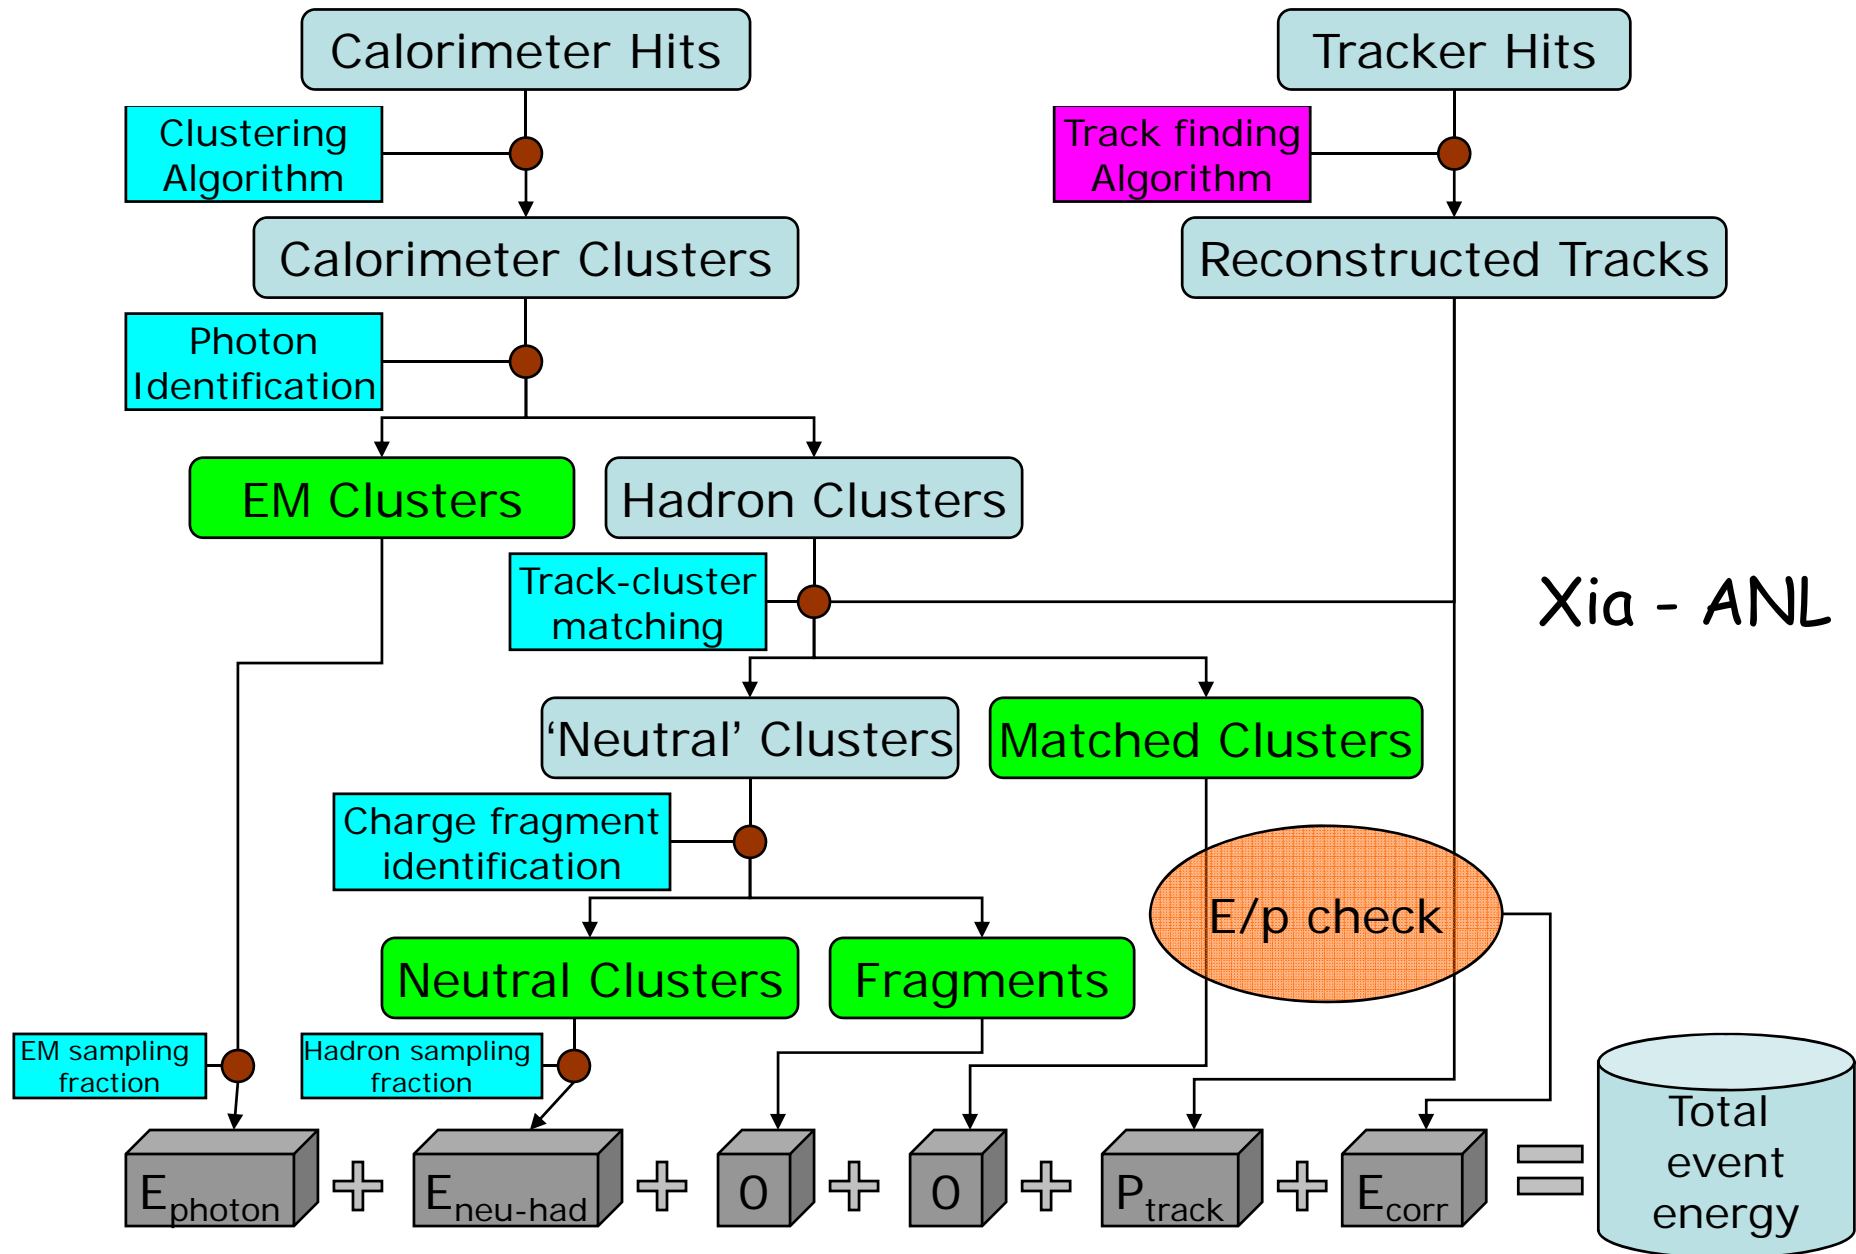 Calorimeter Hits
Tracker Hits
Clustering
Algorithm
Track finding
Algorithm
Calorimeter Clusters
Reconstructed Tracks
Photon
Identification
EM Clusters
Hadron Clusters
Track-cluster
matching
Xia - ANL
‘Neutral’ Clusters
Matched Clusters
Charge fragment
identification
E/p check
Neutral Clusters
Fragments
EM sampling
fraction
Hadron sampling
fraction
Ephoton + Eneu-had + 0 + 0 + Ptrack + Ecorr =
Total
event
energy